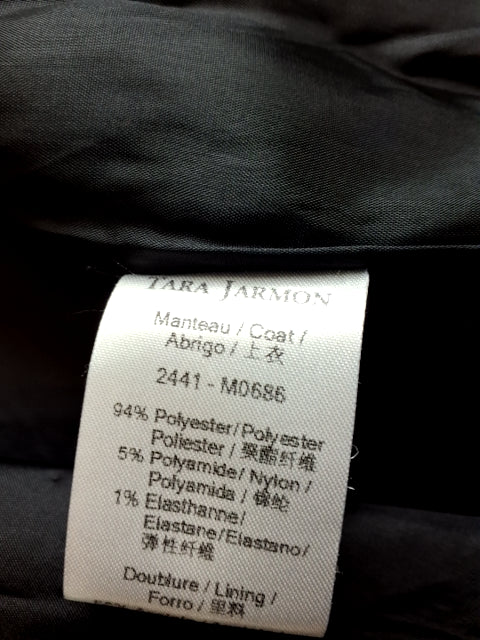 TARA JARMON
Manteau / Coat /
Abrigo / 上衣
2441 - M0686
94% Polyester/Polyester
Poliester / 聚酯纤维
5% Polyamide/ Nylon /
Polyamida / 锦纶
1% Elasthanne/
Elastane/Elastano/
弹性纤维
Doublure / Lining /
Forro / 里料